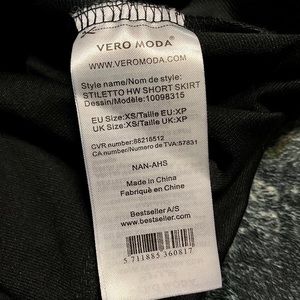 VERO MODA®
WWW.VEROMODA.COM
Style name/Nom de style:
STILETTO HW SHORT SKIRT
Dessin/Modèle:10098315
EU Size:XS/Taille EU:XP
UK Size:XS/Taille UK:XP
CVR number:88216512
CA number/Numero de TVA:57831
NAN-AHS
Made in China
Fabriqué en Chine
Bestseller A/S
www.bestseller.com
5 711885 360817